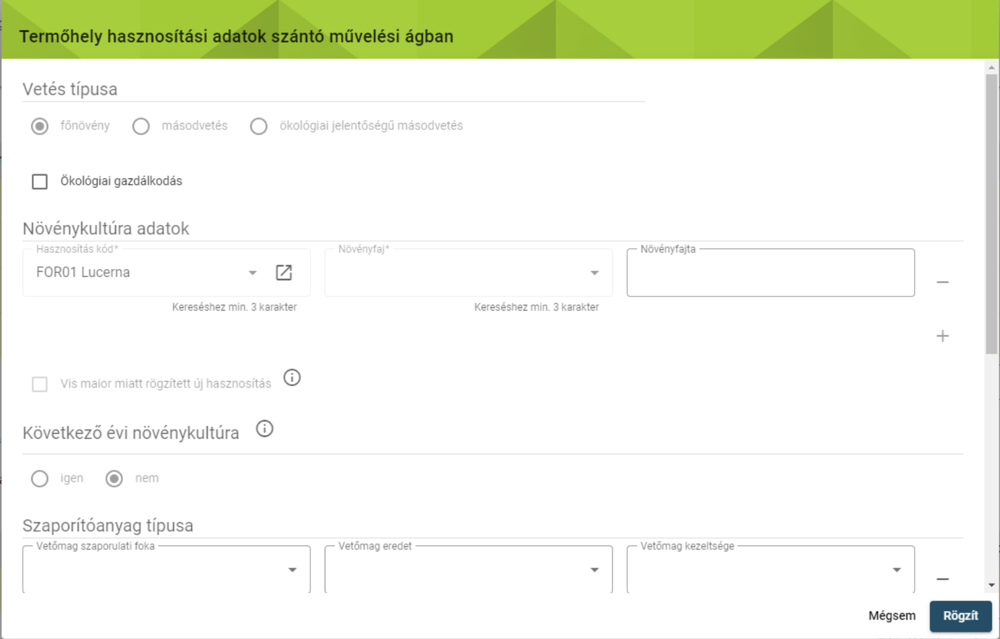 Termőhely hasznosítási adatok szántó művelési ágban
Vetés típusa
főnövény másodvetés ökológiai jelentőségű másodvetés
Ökológiai gazdálkodás
Növénykultúra adatok
Hasznosítás kód* Növényfaj* Növényfajta
FOR01 Lucerna
Kereséshez min. 3 karakter Kereséshez min. 3 karakter
Vis maior miatt rögzített új hasznosítás
Következő évi növénykultúra
igen nem
Szaporítóanyag típusa
Vetőmag szaporulati foka Vetőmag eredet Vetőmag kezeltsége
Mégsem Rögzít